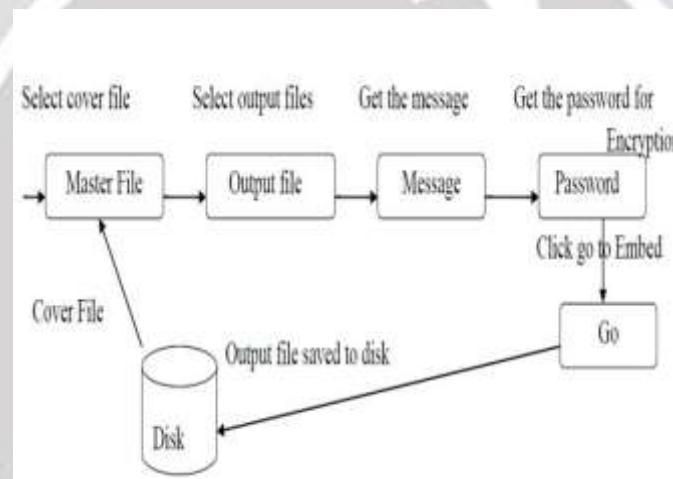 Select cover file
Select output files
Get the message
Get the password for
Encryption
Master File
Output file
Message
Password
Click go to Embed
Cover File
Go
Output file saved to disk
Disk